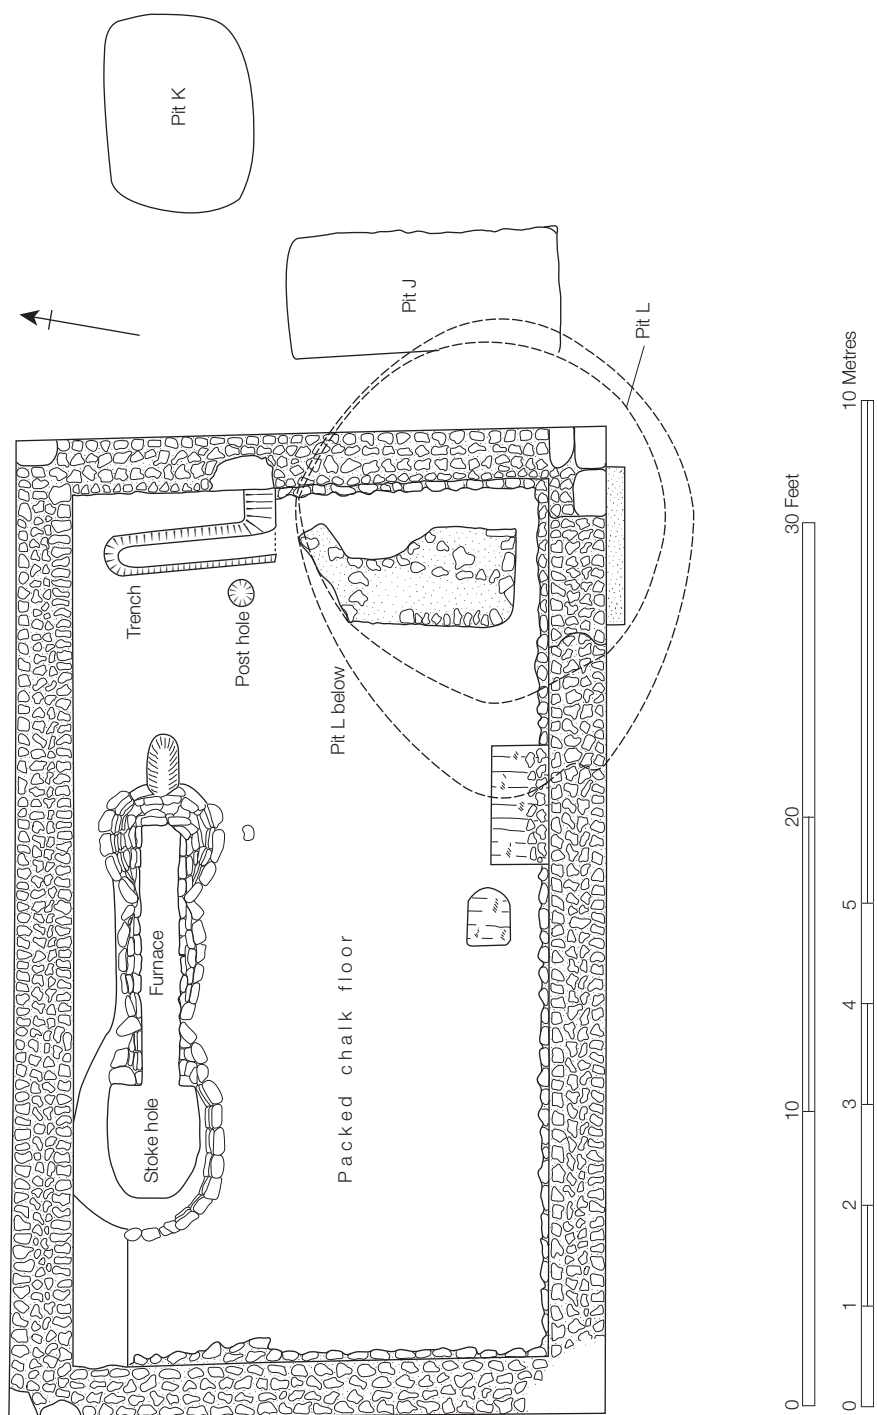 Pit K
Pit J
Pit L
Trench
Post hole
Pit L below
Furnace
Stoke hole
Packed chalk floor
0 10 20 30 Feet
0 1 2 3 4 5 10 Metres